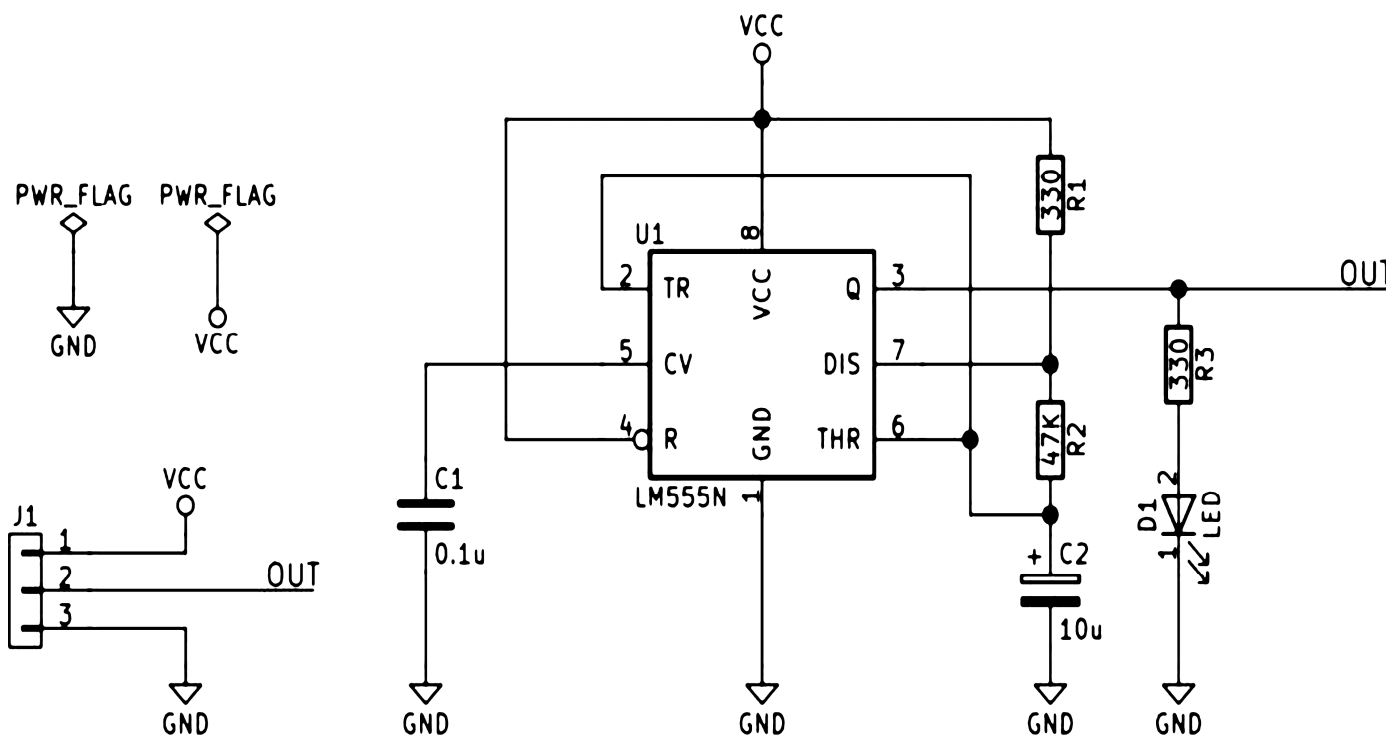 VCC
PWR_FLAG PWR_FLAG
GND VCC
330 R1
U1
8
2 TR VCC Q 3
OUT
5 CV DIS 7
330 R3
4 R GND THR 6
47K R2
LM555N 1
C1
0.1u
VCC
J1
1
2 OUT
3
GND
2
D1 LED
1
+ C2
10u
GND GND GND GND